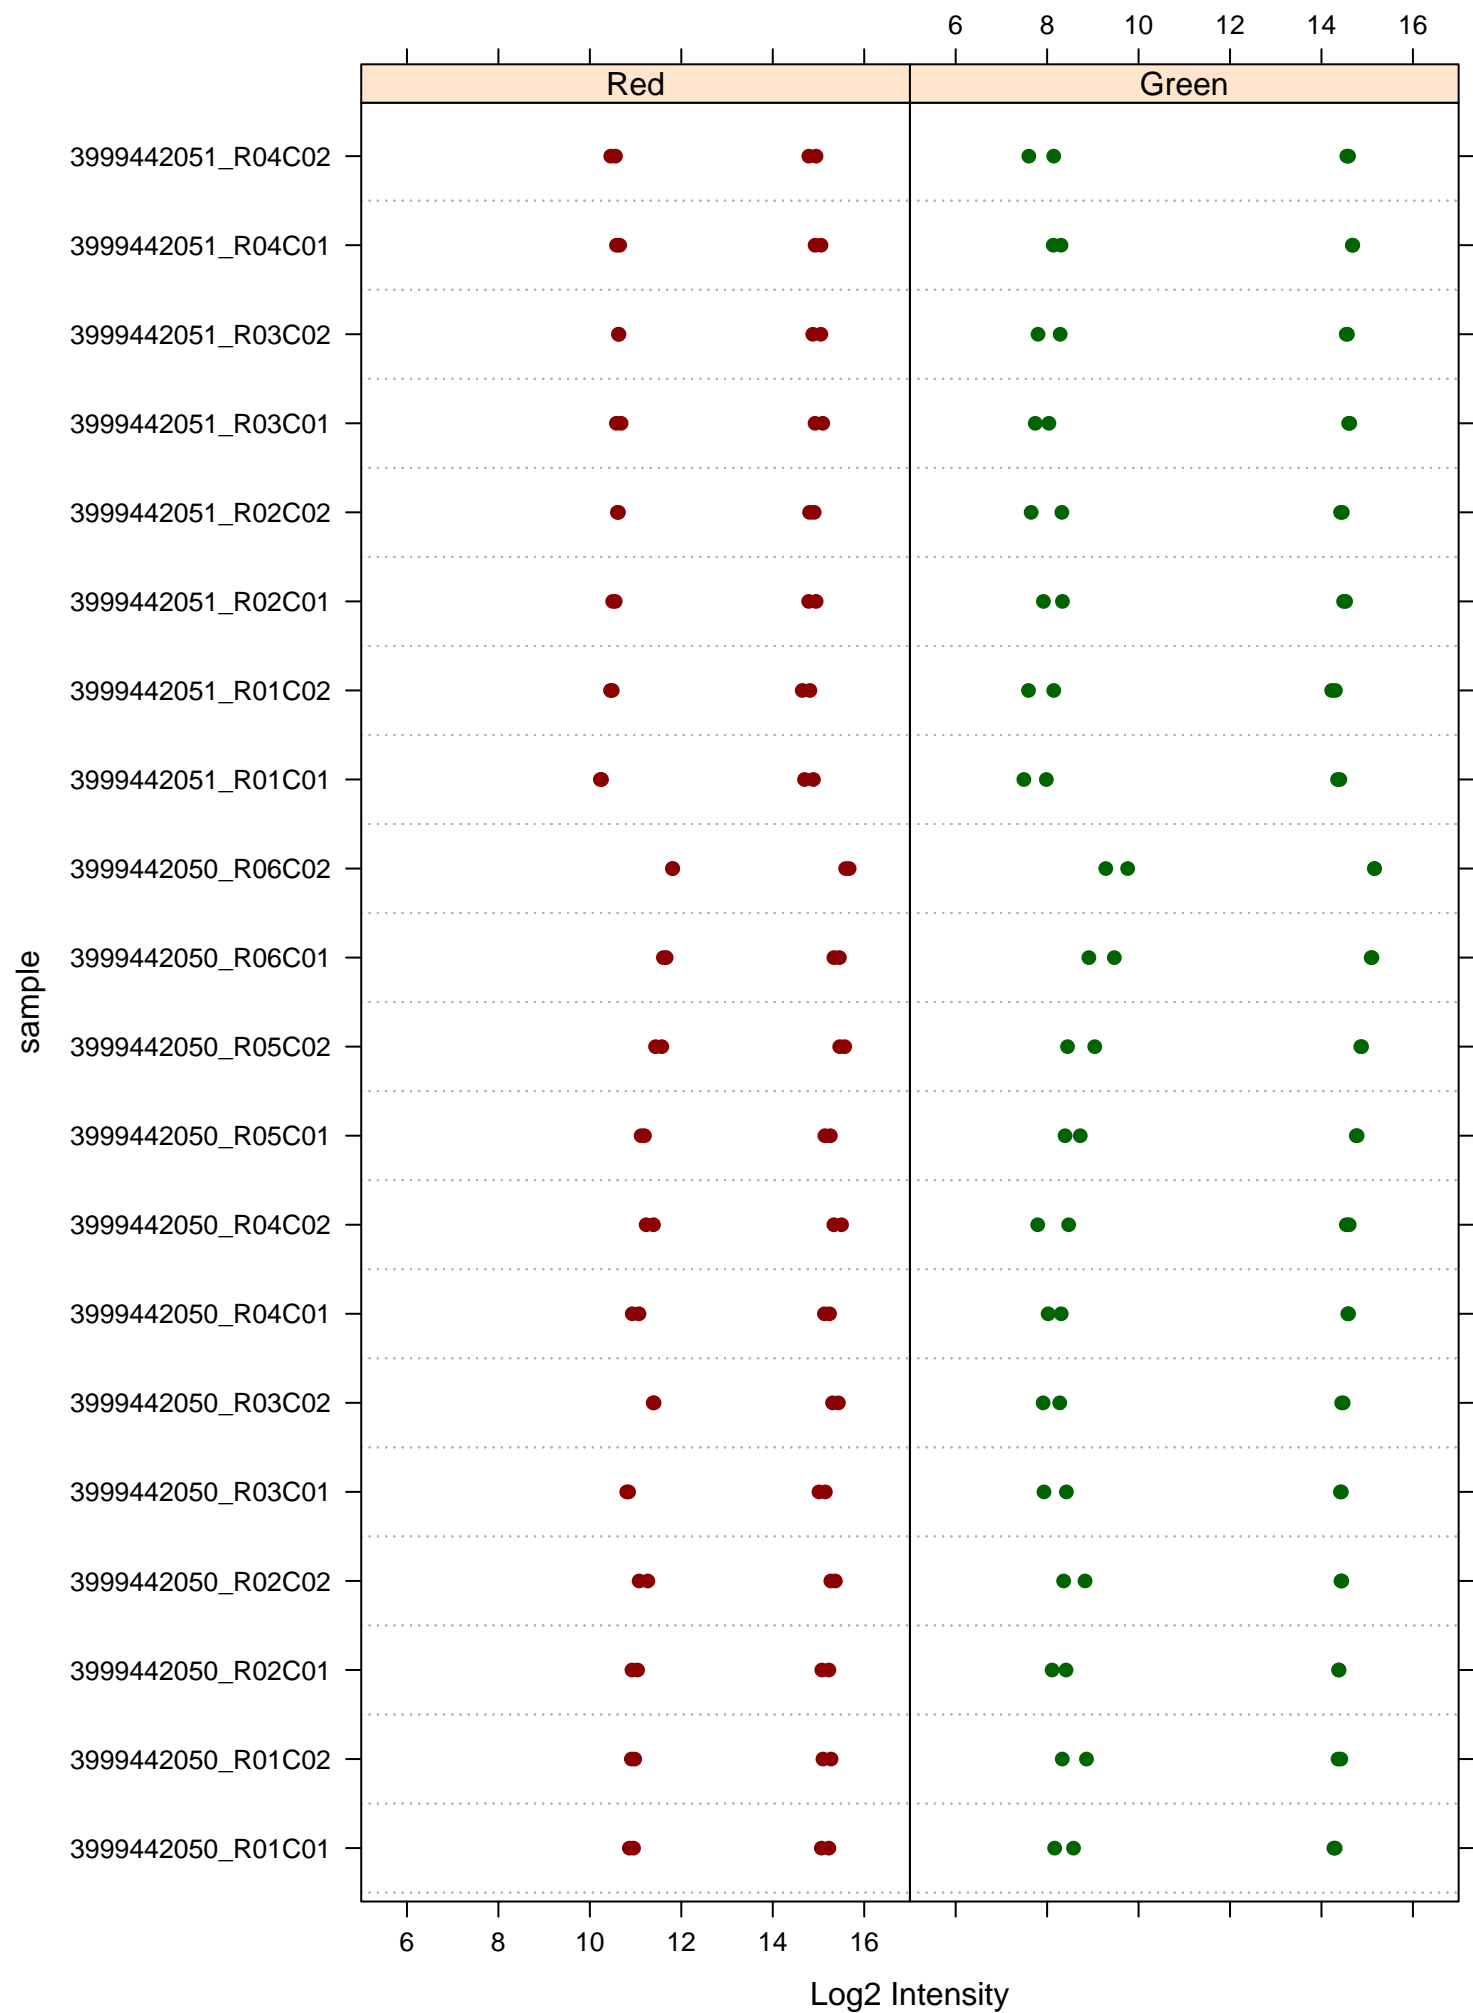 6 8 10 12 14 16
Red Green
3999442051_R04C02
3999442051_R04C01
3999442051_R03C02
3999442051_R03C01
3999442051_R02C02
3999442051_R02C01
3999442051_R01C02
3999442051_R01C01
3999442050_R06C02
3999442050_R06C01
3999442050_R05C02
3999442050_R05C01
3999442050_R04C02
3999442050_R04C01
3999442050_R03C02
3999442050_R03C01
3999442050_R02C02
3999442050_R02C01
3999442050_R01C02
3999442050_R01C01
sample
6 8 10 12 14 16
Log2 Intensity